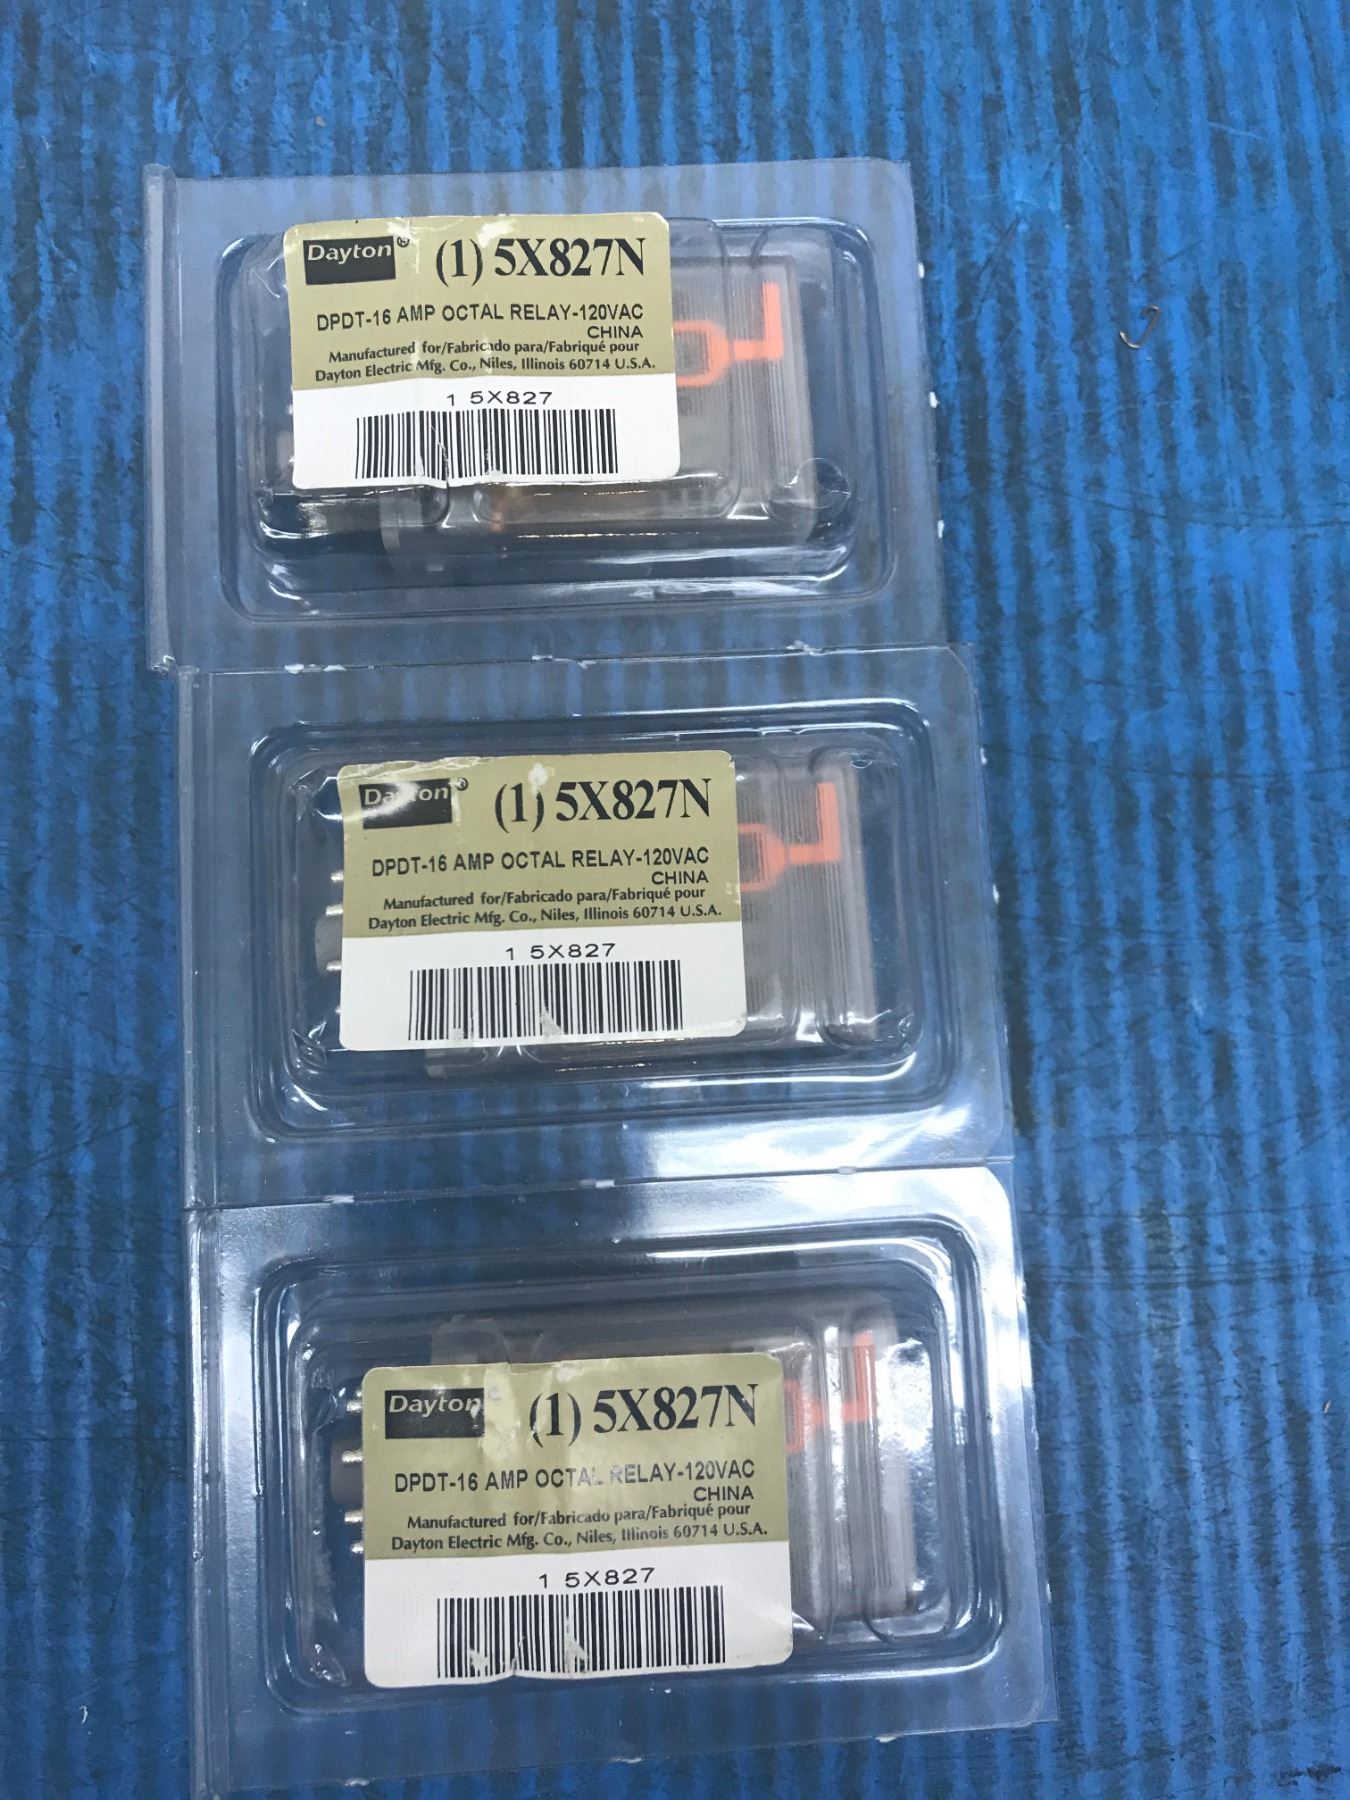 Dayton® (1) 5X827N
DPDT-16 AMP OCTAL RELAY-120VAC
CHINA
Manufactured for/Fabricado para/Fabriqué pour
Dayton Electric Mfg. Co., Niles, Illinois 60714 U.S.A.
1 5X827
Dayton® (1) 5X827N
DPDT-16 AMP OCTAL RELAY-120VAC
CHINA
Manufactured for/Fabricado para/Fabriqué pour
Dayton Electric Mfg. Co., Niles, Illinois 60714 U.S.A.
1 5X827
Dayton® (1) 5X827N
DPDT-16 AMP OCTAL RELAY-120VAC
CHINA
Manufactured for/Fabricado para/Fabriqué pour
Dayton Electric Mfg. Co., Niles, Illinois 60714 U.S.A.
1 5X827